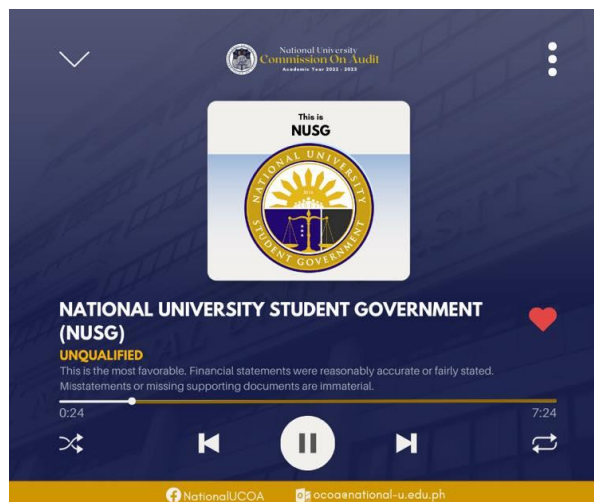 National University
Commission On Audit
Academic Year 2022 - 2023
This is
NUSG
NATIONAL UNIVERSITY
STUDENT GOVERNMENT
NATIONAL UNIVERSITY STUDENT GOVERNMENT
(NUSG)
UNQUALIFIED
This is the most favorable. Financial statements were reasonably accurate or fairly stated.
Misstatements or missing supporting documents are immaterial.
0:24
7:24
NationalUCOA
ocoa@national-u.edu.ph